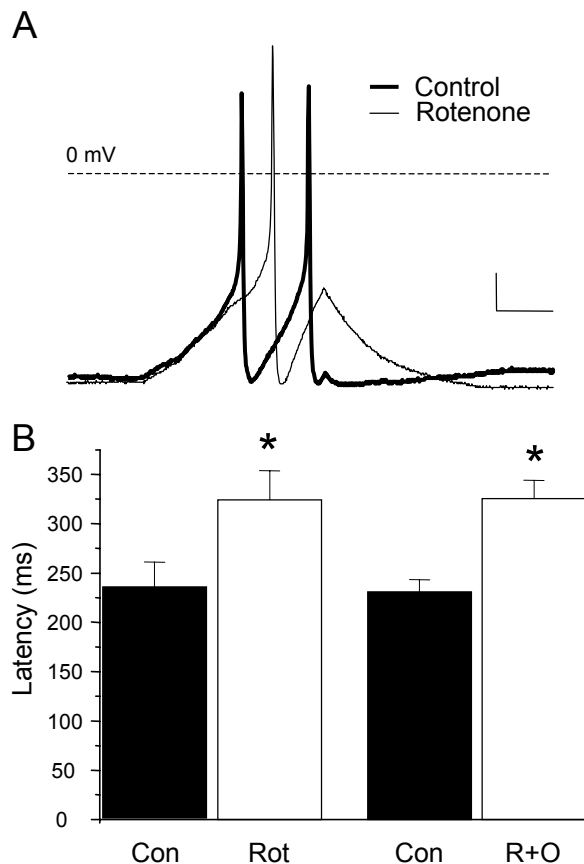 A
Control
Rotenone
0 mV
B
*
*
350
300
250
200
150
100
50
0
Latency (ms)
Con Rot Con R+O